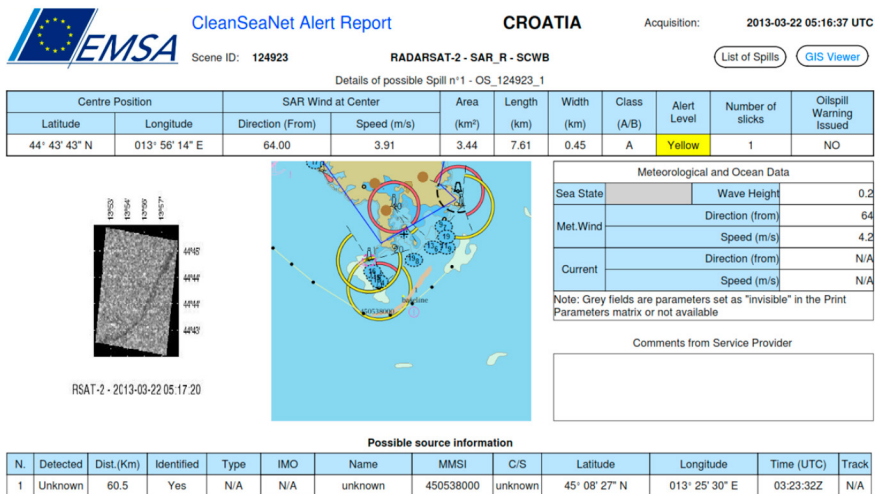 EMSA
CleanSeaNet Alert Report
CROATIA
Acquisition: 2013-03-22 05:16:37 UTC
Scene ID: 124923
RADARSAT-2 - SAR_R - SCWB
List of Spills
GIS Viewer
Details of possible Spill n°1 - OS_124923_1
Centre Position SAR Wind at Center Area Length Width Class Alert Level Number of slicks Oilspill Warning Issued
Latitude Longitude Direction (From) Speed (m/s) (km²) (km) (km) (A/B)
44° 43' 43" N 013° 56' 14" E 64.00 3.91 3.44 7.61 0.45 A Yellow 1 NO
13°55' 13°56' 13°57'
44°45'
44°44'
44°44'
44°43'
RSAT-2 - 2013-03-22 05:17:20
baseline
450538000
Meteorological and Ocean Data
Sea State Wave Height 0.2
Met.Wind Direction (from) 64
Speed (m/s) 4.2
Current Direction (from) N/A
Speed (m/s) N/A
Note: Grey fields are parameters set as "invisible" in the Print
Parameters matrix or not available
Comments from Service Provider
Possible source information
N. Detected Dist.(Km) Identified Type IMO Name MMSI C/S Latitude Longitude Time (UTC) Track
1 Unknown 60.5 Yes N/A N/A unknown 450538000 unknown 45° 08' 27" N 013° 25' 30" E 03:23:32Z N/A